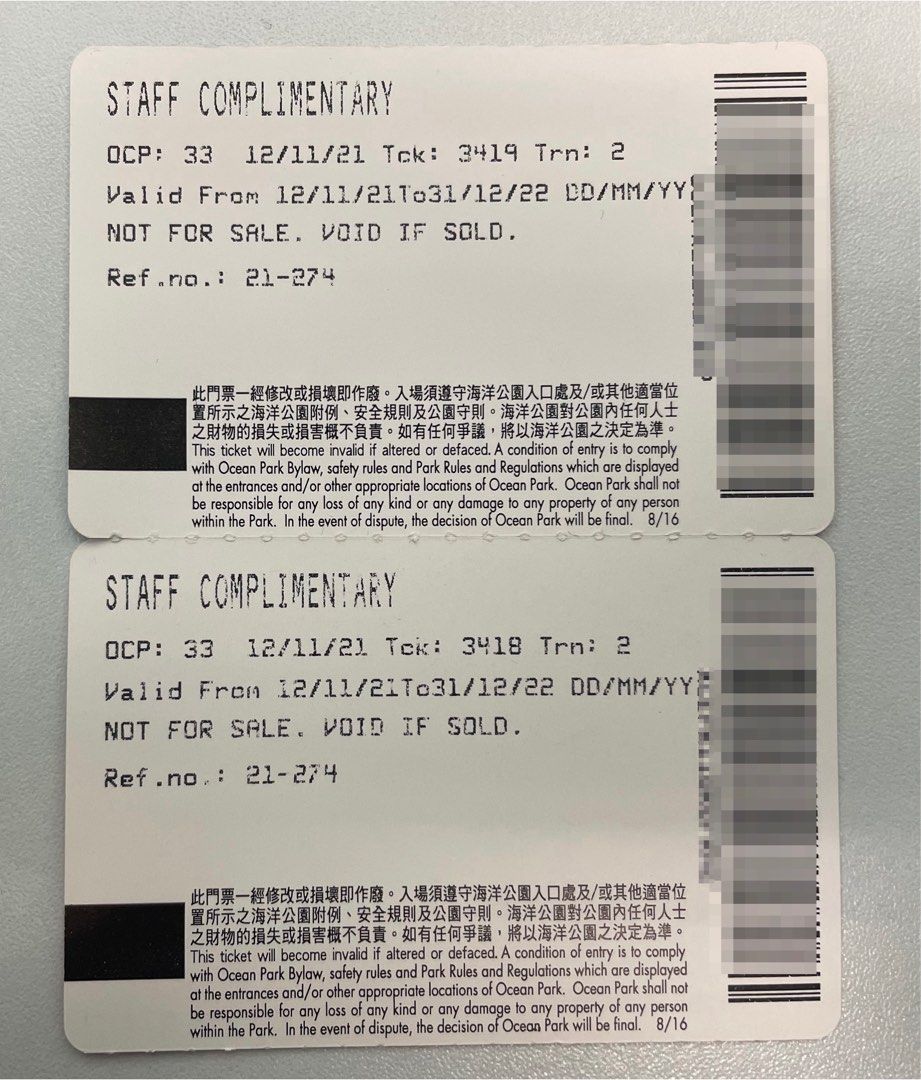 STAFF COMPLIMENTARY
OCP: 33 12/11/21 Tck: 3419 Trn: 2
Valid From 12/11/21To31/12/22 DD/MM/YY
NOT FOR SALE. VOID IF SOLD.
Ref.no.: 21-274
此門票一經修改或損壞即作廢。入場須遵守海洋公園入口處及/或其他適當位
置所示之海洋公園附例、安全規則及公園守則。海洋公園對公園內任何人士
之財物的損失或損害概不負責。如有任何爭議，將以海洋公園之決定為準。
This ticket will become invalid if altered or defaced. A condition of entry is to comply
with Ocean Park Bylaw, safety rules and Park Rules and Regulations which are displayed
at the entrances and/or other appropriate locations of Ocean Park. Ocean Park shall not
be responsible for any loss of any kind or any damage to any property of any person
within the Park. In the event of dispute, the decision of Ocean Park will be final. 8/16
STAFF COMPLIMENTARY
OCP: 33 12/11/21 Tck: 3418 Trn: 2
Valid From 12/11/21To31/12/22 DD/MM/YY
NOT FOR SALE. VOID IF SOLD.
Ref.no.: 21-274
此門票一經修改或損壞即作廢。入場須遵守海洋公園入口處及/或其他適當位
置所示之海洋公園附例、安全規則及公園守則。海洋公園對公園內任何人士
之財物的損失或損害概不負責。如有任何爭議，將以海洋公園之決定為準。
This ticket will become invalid if altered or defaced. A condition of entry is to comply
with Ocean Park Bylaw, safety rules and Park Rules and Regulations which are displayed
at the entrances and/or other appropriate locations of Ocean Park. Ocean Park shall not
be responsible for any loss of any kind or any damage to any property of any person
within the Park. In the event of dispute, the decision of Ocean Park will be final. 8/16